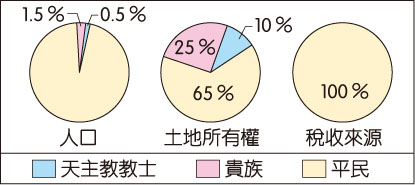 1.5% 0.5%
25% 10%
65% 100%
人口 土地所有權 稅收來源
天主教教士 貴族 平民